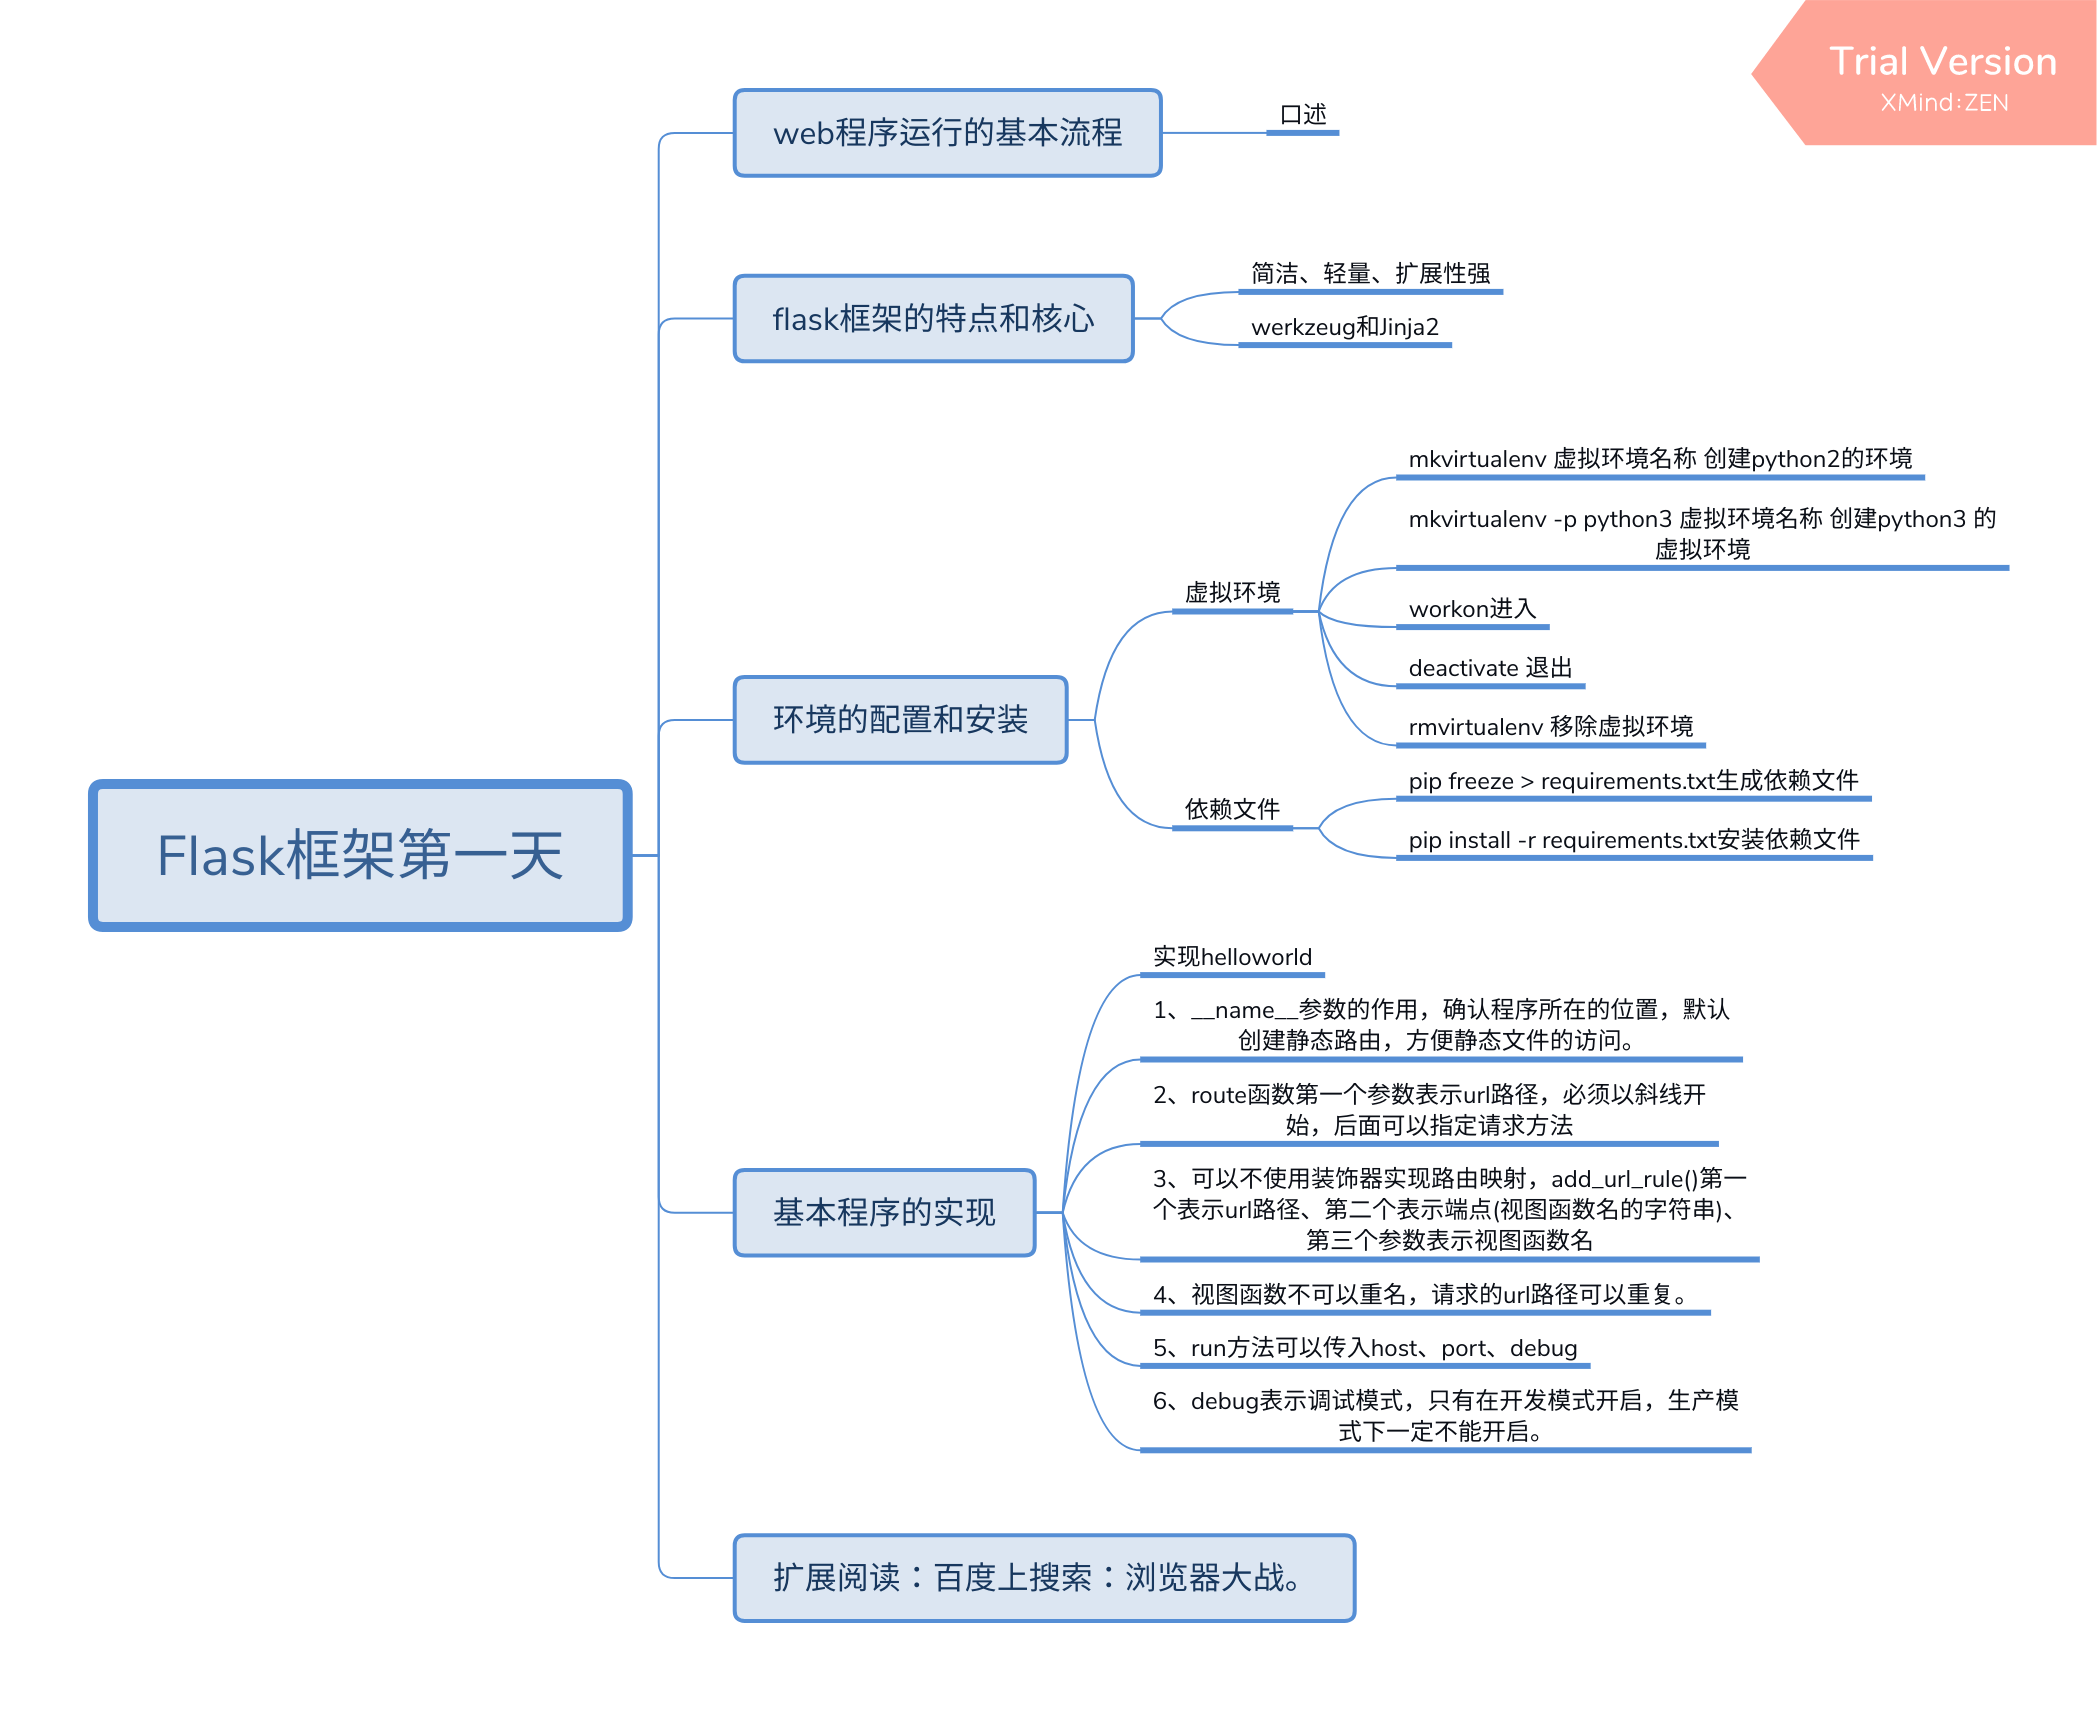 Trial Version
XMind:ZEN
web程序运行的基本流程
口述
flask框架的特点和核心
简洁、轻量、扩展性强
werkzeug和Jinja2
Flask框架第一天
环境的配置和安装
虚拟环境
mkvirtualenv 虚拟环境名称 创建python2的环境
mkvirtualenv -p python3 虚拟环境名称 创建python3 的
虚拟环境
workon进入
deactivate 退出
rmvirtualenv 移除虚拟环境
依赖文件
pip freeze > requirements.txt生成依赖文件
pip install -r requirements.txt安装依赖文件
基本程序的实现
实现helloworld
1、__name__参数的作用，确认程序所在的位置，默认
创建静态路由，方便静态文件的访问。
2、route函数第一个参数表示url路径，必须以斜线开
始，后面可以指定请求方法
3、可以不使用装饰器实现路由映射，add_url_rule()第一
个表示url路径、第二个表示端点(视图函数名的字符串)、
第三个参数表示视图函数名
4、视图函数不可以重名，请求的url路径可以重复。
5、run方法可以传入host、port、debug
6、debug表示调试模式，只有在开发模式开启，生产模
式下一定不能开启。
扩展阅读：百度上搜索：浏览器大战。